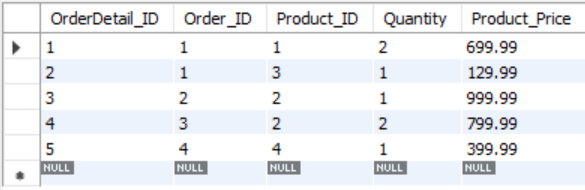 OrderDetail_ID Order_ID Product_ID Quantity Product_Price
1 1 1 2 699.99
2 1 3 1 129.99
3 2 2 1 999.99
4 3 2 2 799.99
5 4 4 1 399.99
NULL NULL NULL NULL NULL